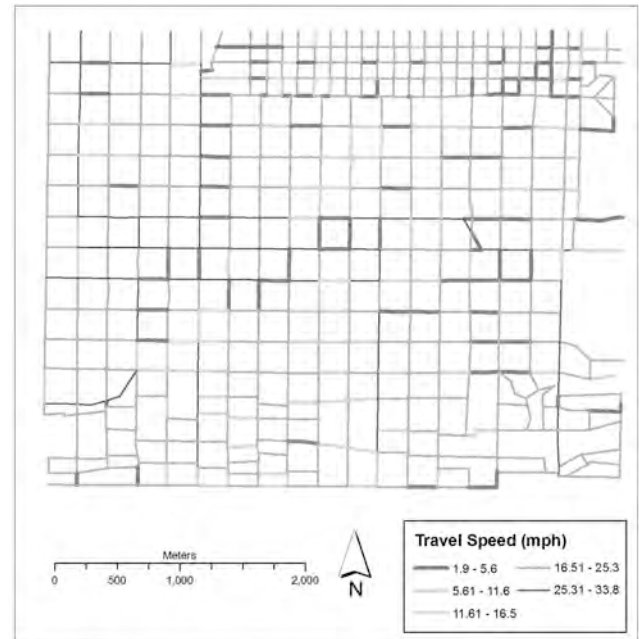 Meters
0 500 1,000 2,000
N
Travel Speed (mph)
1.9 - 5.6 16.51 - 25.3
5.61 - 11.6 25.31 - 33.8
11.61 - 16.5